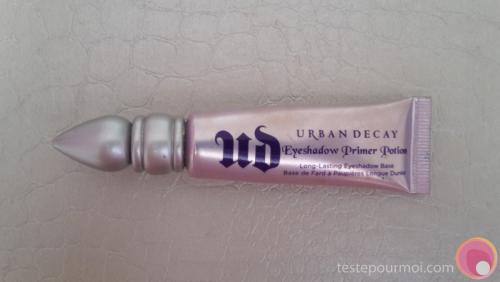 UD
URBAN DECAY
Eyeshadow Primer Potion
Long-Lasting Eyeshadow Base
Base de Fard à Paupières Longue Durée
testepourmoi.com